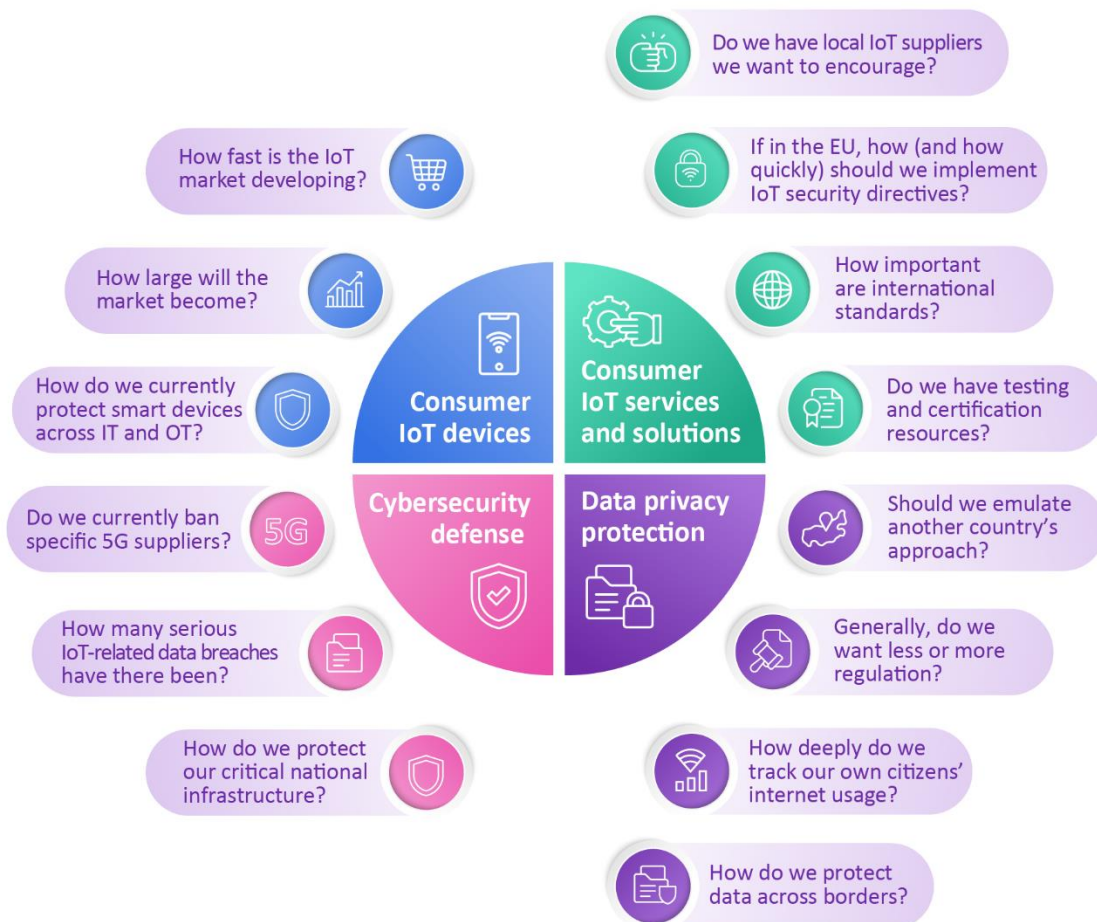 Do we have local IoT suppliers
we want to encourage?
How fast is the IoT
market developing?
If in the EU, how (and how
quickly) should we implement
IoT security directives?
How large will the
market become?
How important
are international
standards?
How do we currently
protect smart devices
across IT and OT?
Consumer
IoT devices
Consumer
IoT services
and solutions
Do we have testing
and certification
resources?
Do we currently ban
specific 5G suppliers?
5G
Cybersecurity
defense
Data privacy
protection
Should we emulate
another country’s
approach?
How many serious
IoT-related data breaches
have there been?
Generally, do we
want less or more
regulation?
How do we protect
our critical national
infrastructure?
How deeply do we
track our own citizens’
internet usage?
How do we protect
data across borders?